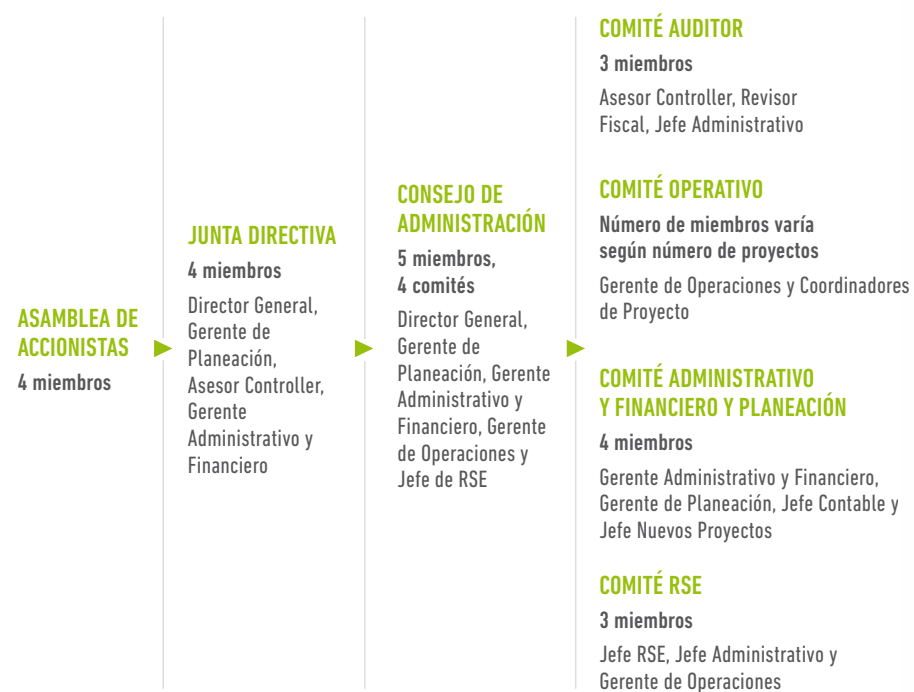 ASAMBLEA DE
ACCIONISTAS
4 miembros
JUNTA DIRECTIVA
4 miembros
Director General,
Gerente de
Planeación,
Asesor Controller,
Gerente
Administrativo y
Financiero
CONSEJO DE
ADMINISTRACIÓN
5 miembros,
4 comités
Director General,
Gerente de
Planeación, Gerente
Administrativo y
Financiero, Gerente
de Operaciones y
Jefe de RSE
COMITÉ AUDITOR
3 miembros
Asesor Controller, Revisor
Fiscal, Jefe Administrativo
COMITÉ OPERATIVO
Número de miembros varía
según número de proyectos
Gerente de Operaciones y Coordinadores
de Proyecto
COMITÉ ADMINISTRATIVO
Y FINANCIERO Y PLANEACIÓN
4 miembros
Gerente Administrativo y Financiero,
Gerente de Planeación, Jefe Contable y
Jefe Nuevos Proyectos
COMITÉ RSE
3 miembros
Jefe RSE, Jefe Administrativo y
Gerente de Operaciones